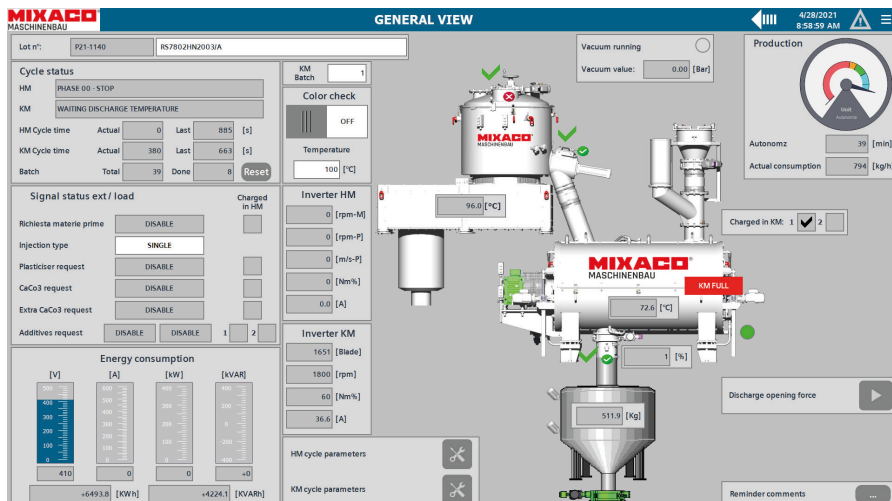 MIXACO
MASCHINENBAU
GENERAL VIEW
4/28/2021
8:58:59 AM
Lot n°:
P21-1140
RS7802HN2003/A
Cycle status
HM
PHASE 00 - STOP
KM
WAITING DISCHARGE TEMPERATURE
HM Cycle time Actual 0 Last 885 [s]
KM Cycle time Actual 380 Last 663 [s]
Batch Total 39 Done 8 Reset
Signal status ext / load
Charged
in HM
Richiesta materie prime DISABLE
Injection type SINGLE
Plasticiser request DISABLE
CaCo3 request DISABLE
Extra CaCo3 request DISABLE
Additives request DISABLE DISABLE 1 2
Energy consumption
[V] [A] [kW] [kVAR]
410 0 0 +0
+6493.8 [KWh] +4224.1 [KVARh]
KM
Batch
1
Color check
OFF
Temperature
100 [°C]
Inverter HM
0 [rpm-M]
0 [rpm-P]
0 [m/s-P]
0 [Nm%]
0.0 [A]
Inverter KM
1651 [Blade]
1800 [rpm]
60 [Nm%]
36.6 [A]
HM cycle parameters
KM cycle parameters
MIXACO
MASCHINENBAU
96.0 [°C]
MIXACO
MASCHINENBAU
KM FULL
72.6 [°C]
1 [%]
511.9 [Kg]
Vacuum running
Vacuum value: 0.00 [Bar]
Production
Unit
Autonomie
Autonomz 39 [min]
Actual consumption 794 [kg/h]
Charged in KM: 1 2
Discharge opening force
Reminder comments ...